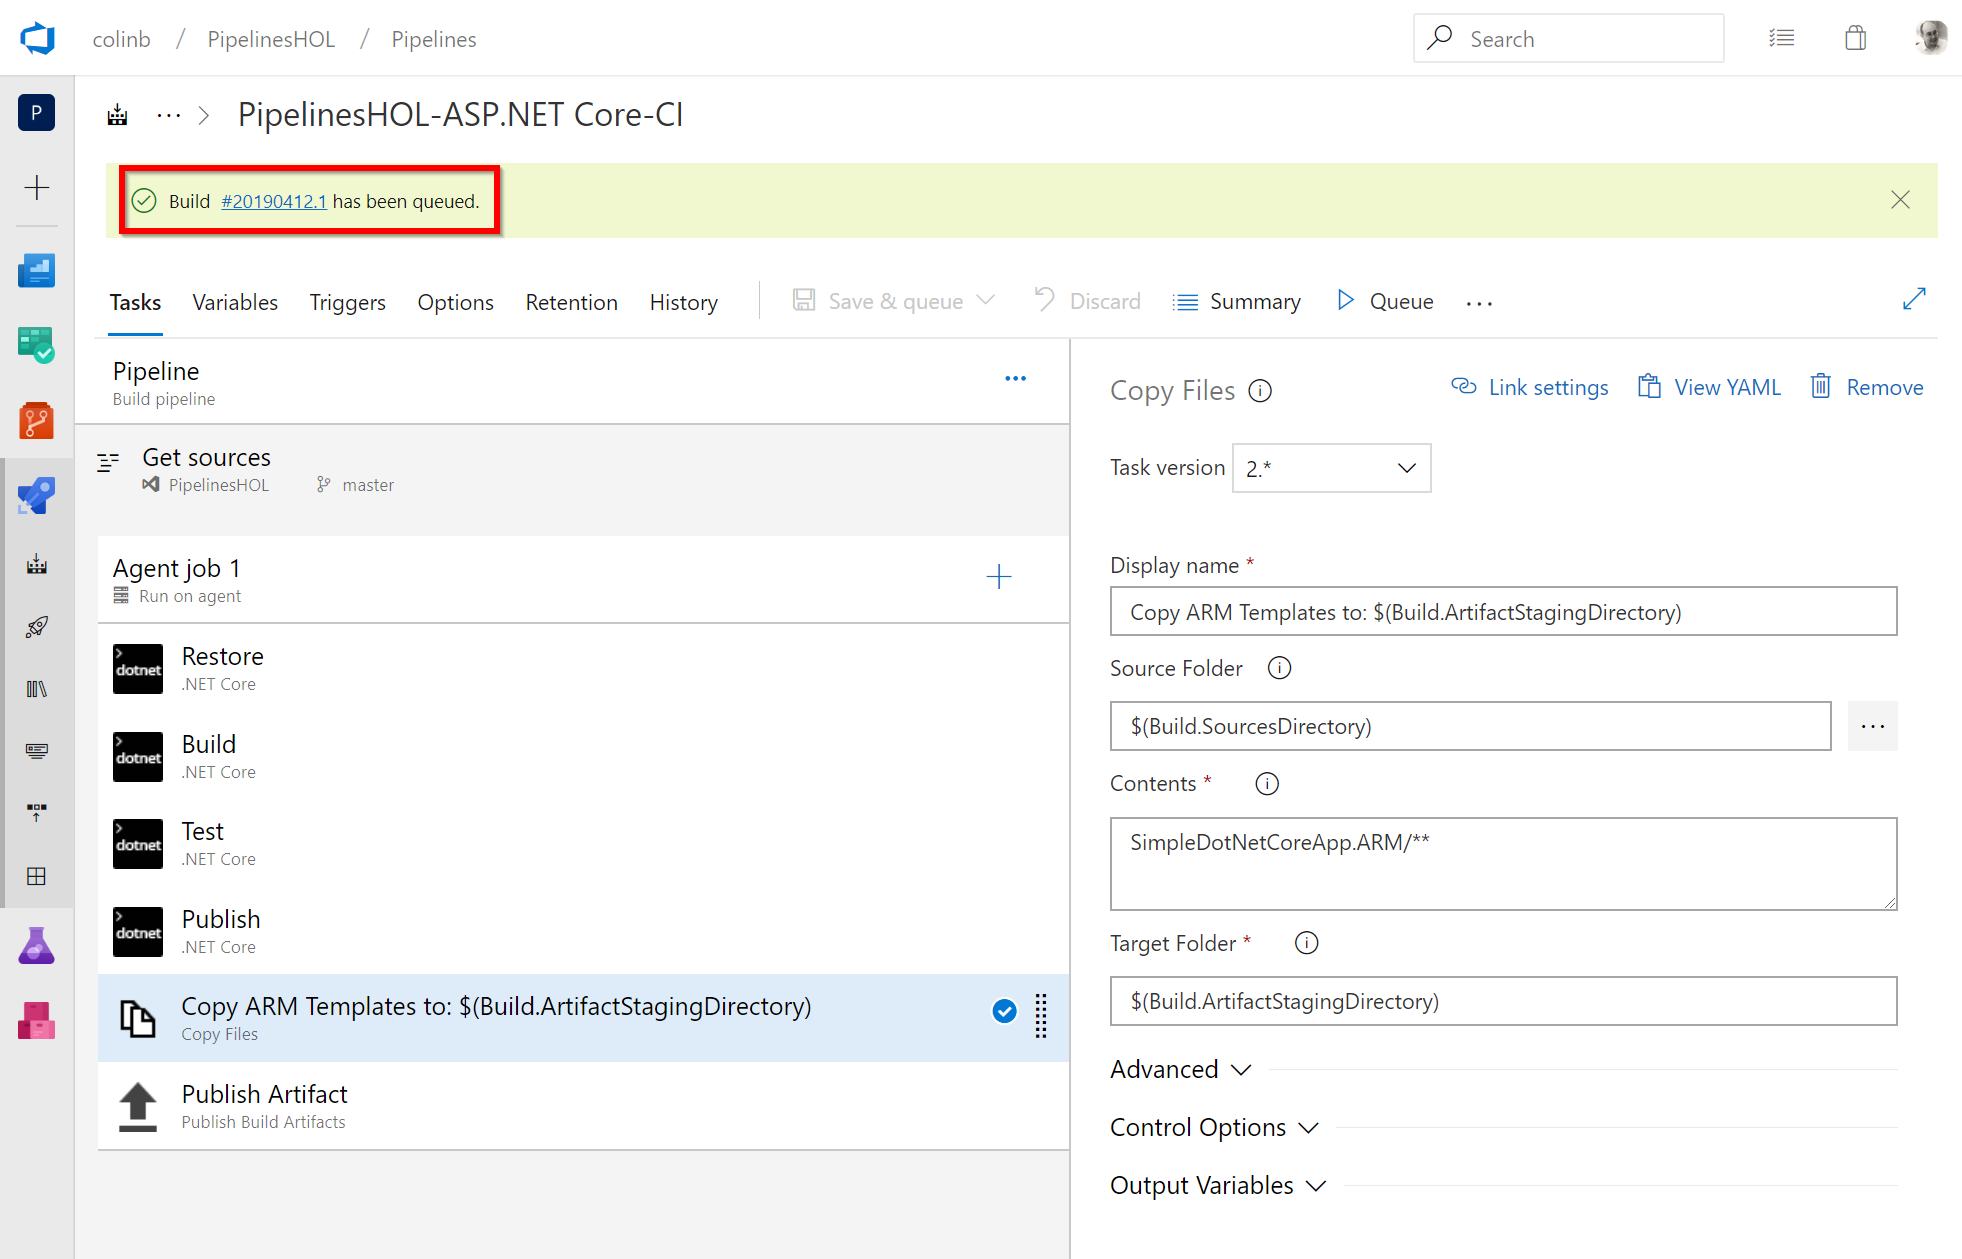 colinb / PipelinesHOL / Pipelines
Search
P
... > PipelinesHOL-ASP.NET Core-CI
Build #20190412.1 has been queued.
Tasks Variables Triggers Options Retention History Save & queue Discard Summary Queue ...
Pipeline
Build pipeline
...
Get sources
PipelinesHOL master
Agent job 1
Run on agent
dotnet
Restore
.NET Core
dotnet
Build
.NET Core
dotnet
Test
.NET Core
dotnet
Publish
.NET Core
Copy ARM Templates to: $(Build.ArtifactStagingDirectory)
Copy Files
Publish Artifact
Publish Build Artifacts
Copy Files
Link settings View YAML Remove
Task version 2.*
Display name *
Copy ARM Templates to: $(Build.ArtifactStagingDirectory)
Source Folder
$(Build.SourcesDirectory)
...
Contents *
SimpleDotNetCoreApp.ARM/**
Target Folder *
$(Build.ArtifactStagingDirectory)
Advanced
Control Options
Output Variables